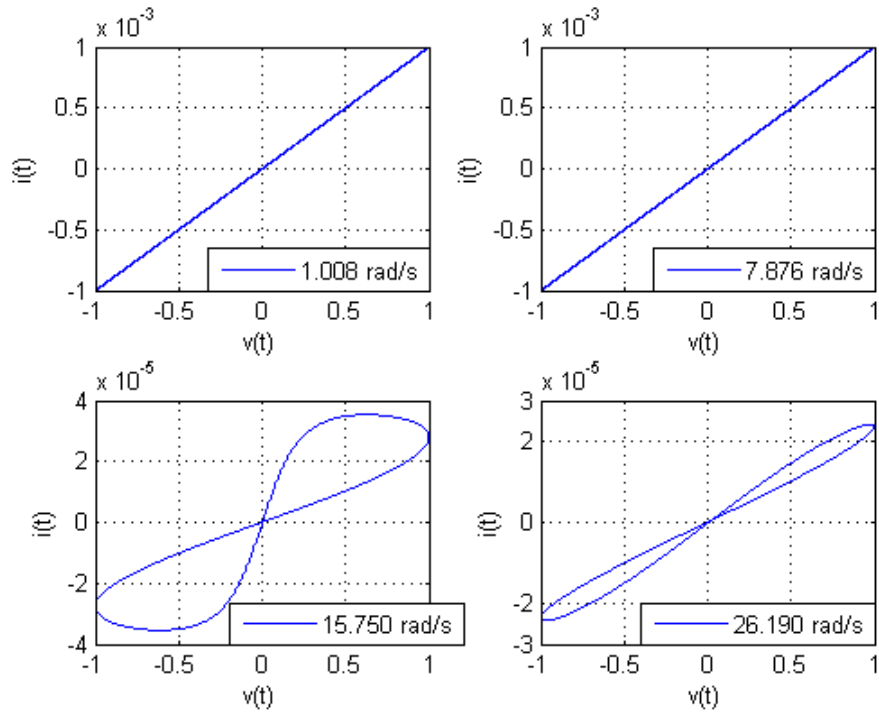 x 10-3
1
0.5
0
-0.5
-1
i(t)
-1 -0.5 0 0.5 1
v(t)
1.008 rad/s
x 10-3
1
0.5
0
-0.5
-1
i(t)
-1 -0.5 0 0.5 1
v(t)
7.876 rad/s
x 10-5
4
2
0
-2
-4
i(t)
-1 -0.5 0 0.5 1
v(t)
15.750 rad/s
x 10-5
3
2
0
-2
-3
i(t)
-1 -0.5 0 0.5 1
v(t)
26.190 rad/s